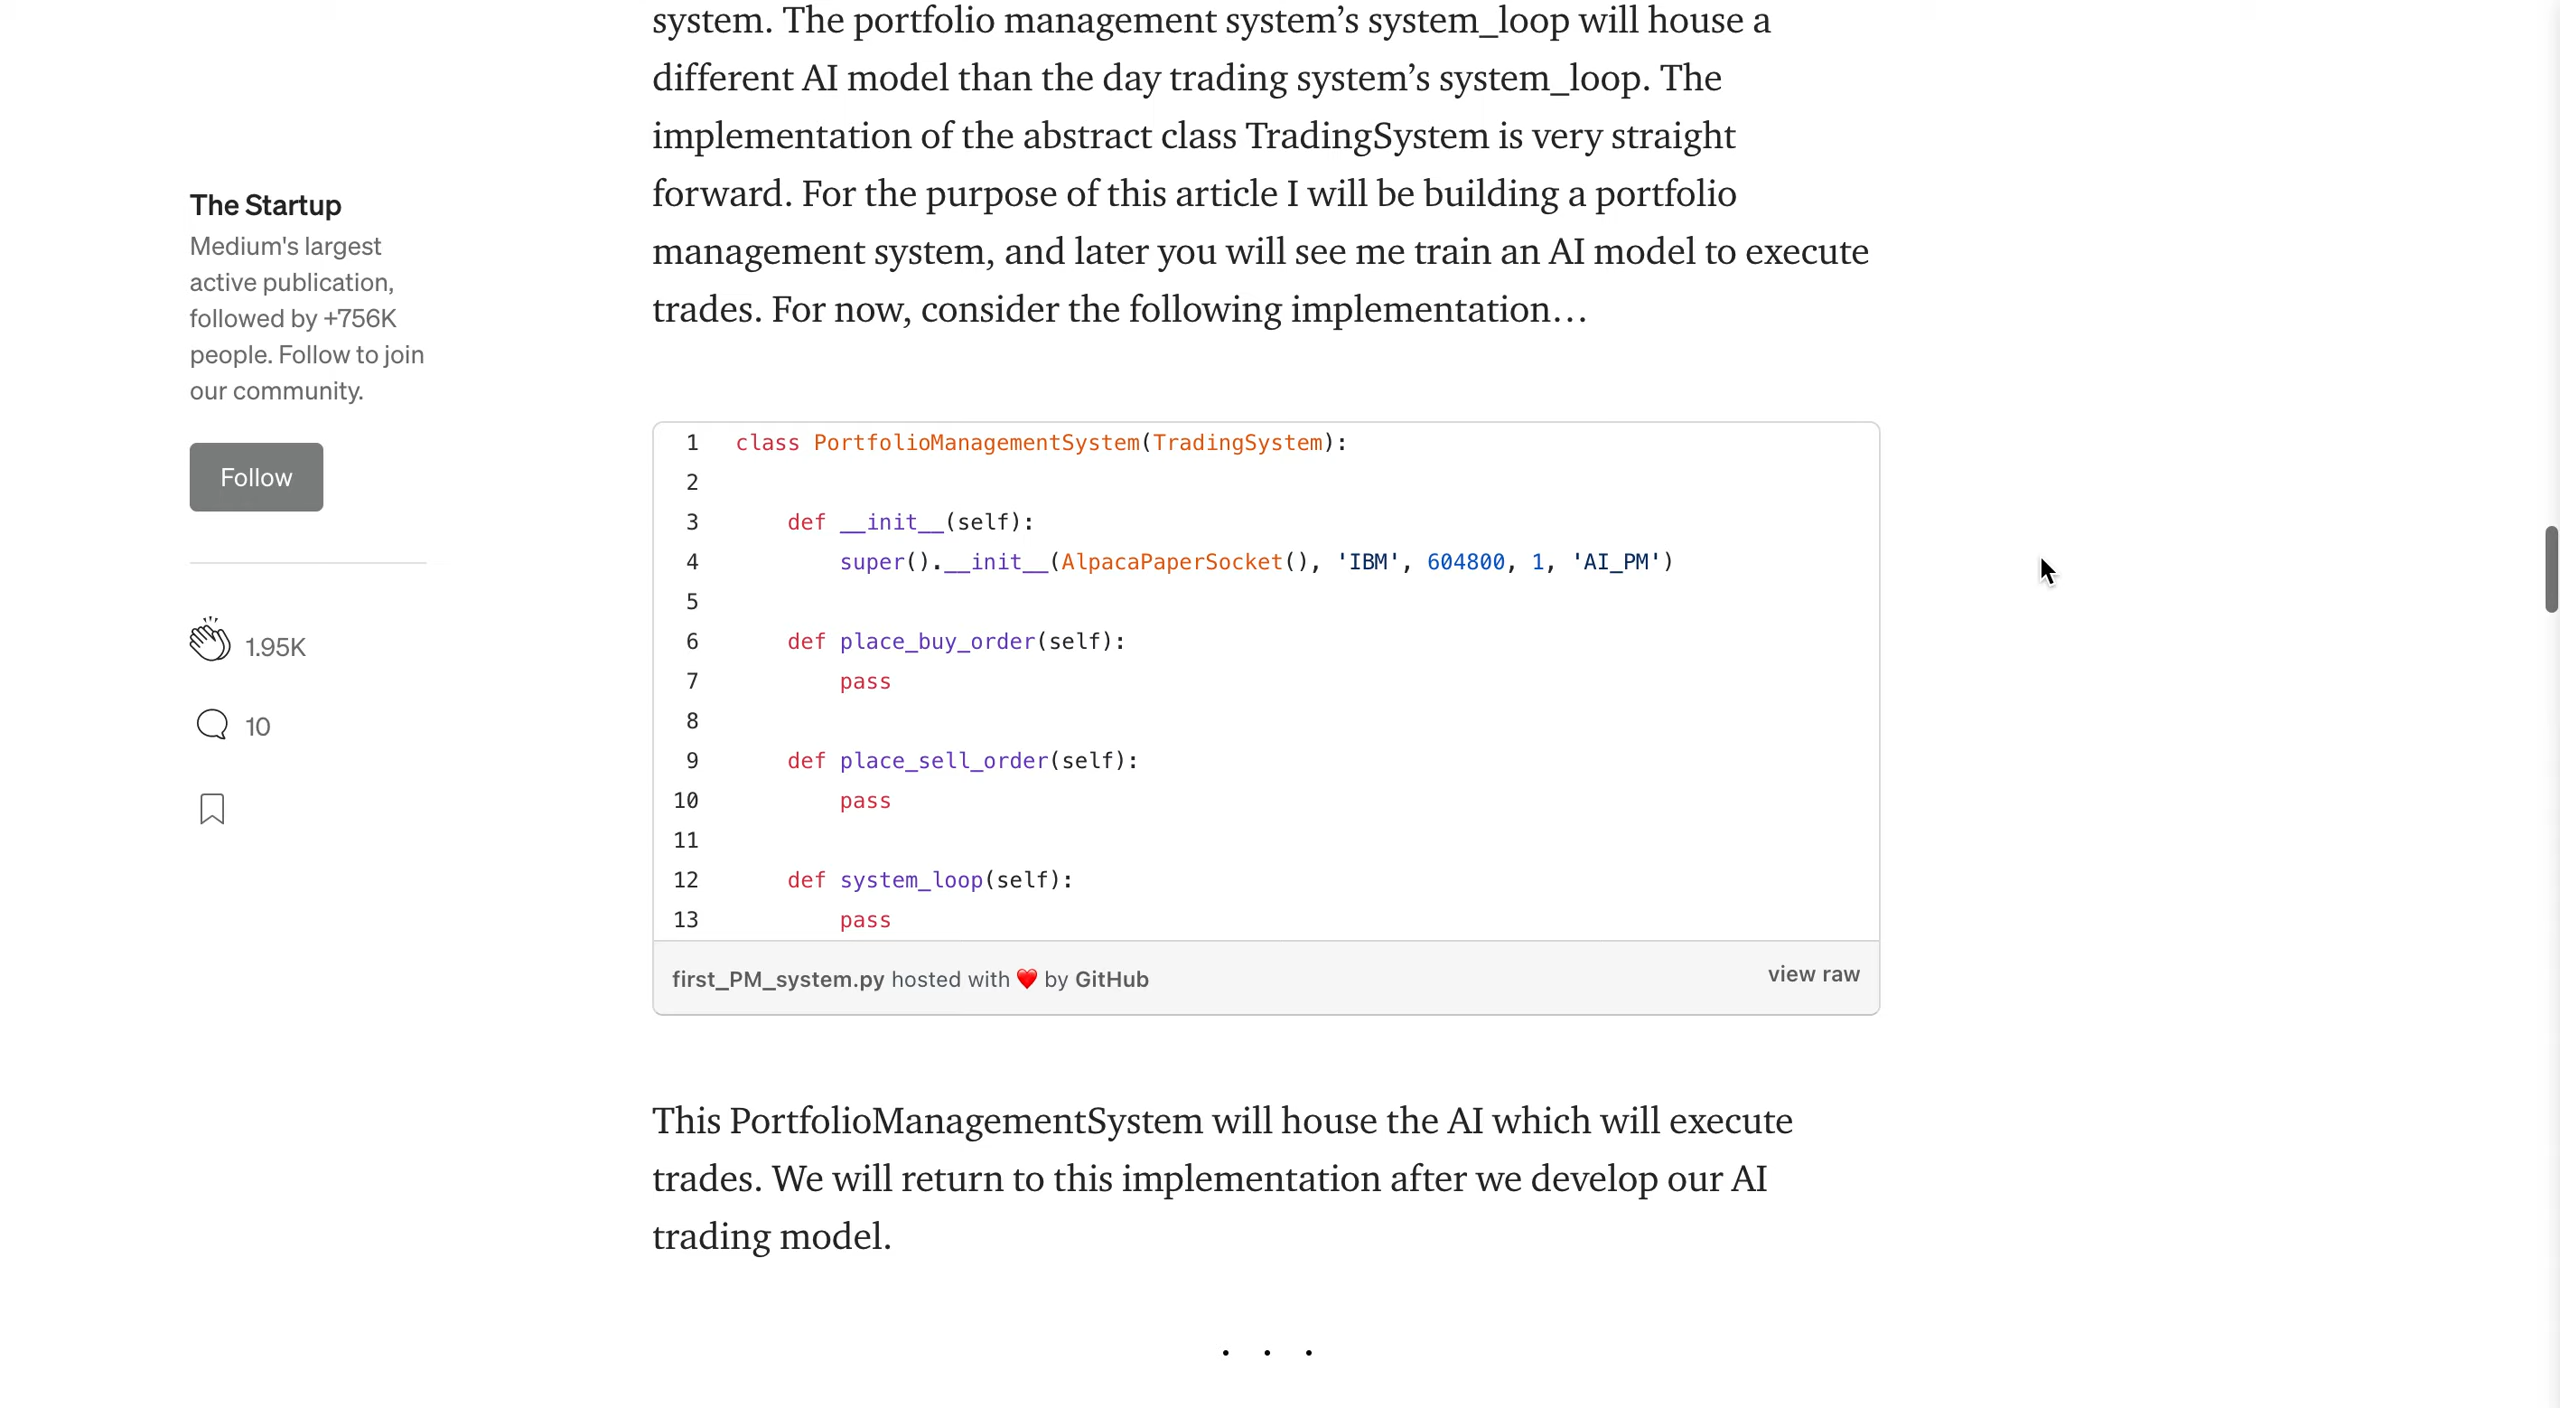 system. The portfolio management system’s system_loop will house a
different AI model than the day trading system’s system_loop. The
implementation of the abstract class TradingSystem is very straight
forward. For the purpose of this article I will be building a portfolio
management system, and later you will see me train an AI model to execute
trades. For now, consider the following implementation…
The Startup
Medium's largest
active publication,
followed by +756K
people. Follow to join
our community.
Follow
1.95K
10
1 class PortfolioManagementSystem(TradingSystem):
2
3     def __init__(self):
4         super().__init__(AlpacaPaperSocket(), 'IBM', 604800, 1, 'AI_PM')
5
6     def place_buy_order(self):
7         pass
8
9     def place_sell_order(self):
10         pass
11
12     def system_loop(self):
13         pass
first_PM_system.py hosted with ❤ by GitHub
view raw
This PortfolioManagementSystem will house the AI which will execute
trades. We will return to this implementation after we develop our AI
trading model.
. . .